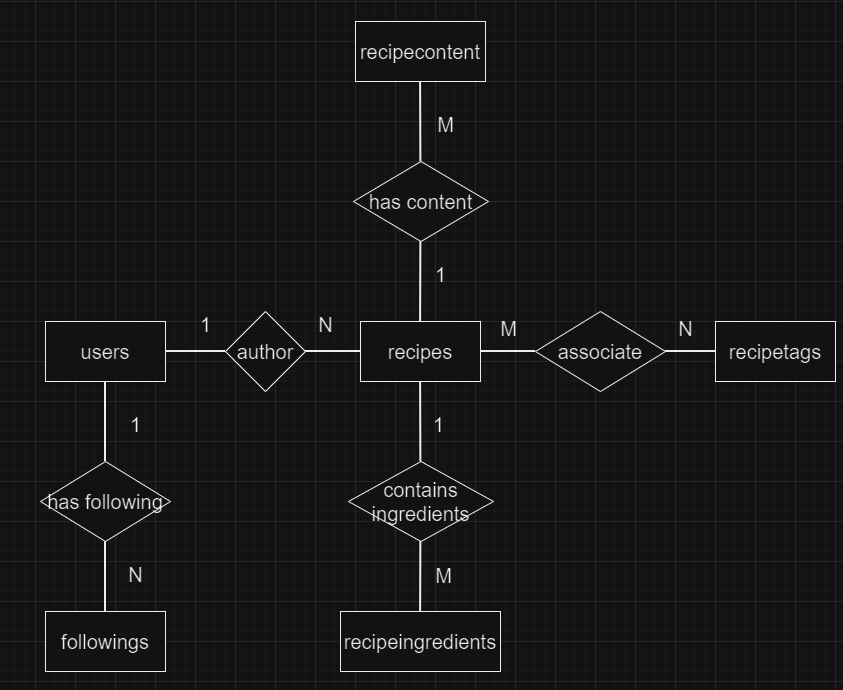 recipecontent
M
has content
1
users
1
author
N
recipes
M
associate
N
recipetags
1
has following
N
followings
1
contains
ingredients
M
recipeingredients